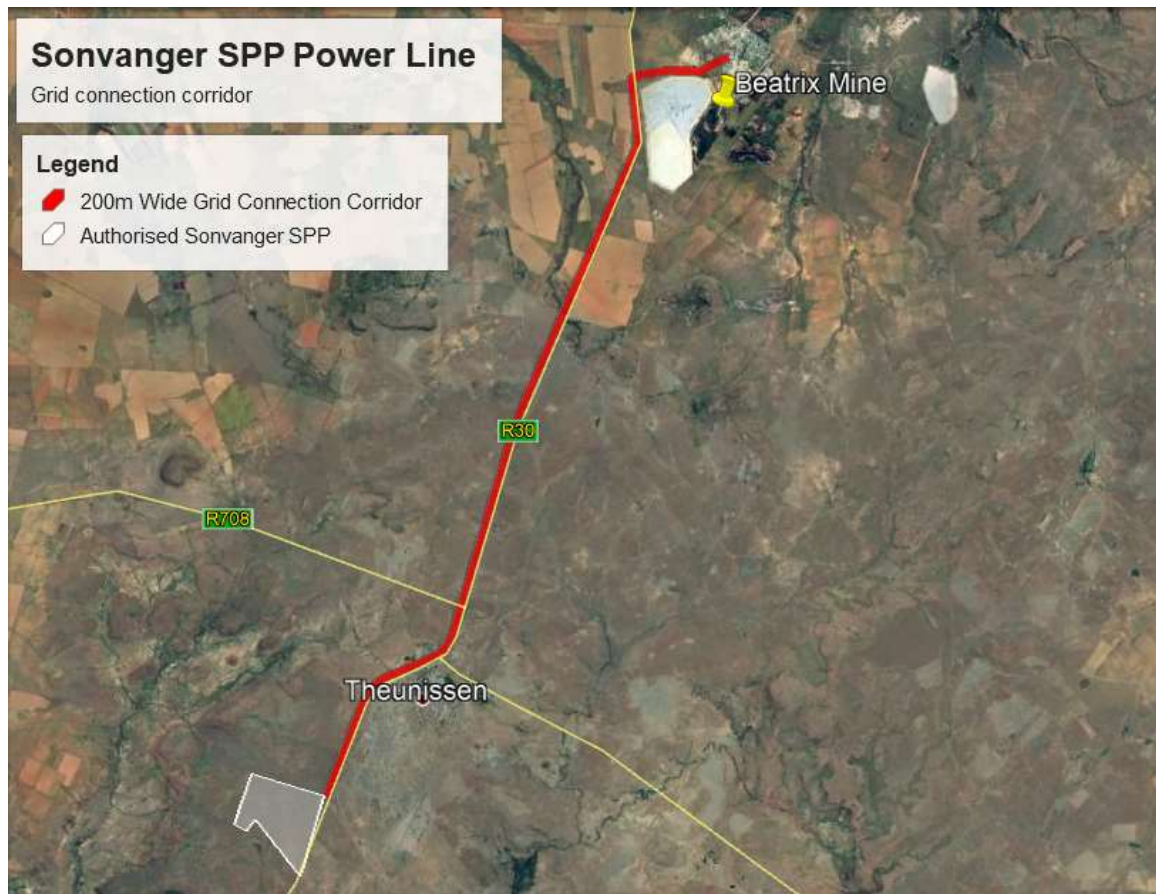 Sonvanger SPP Power Line
Grid connection corridor
Legend
200m Wide Grid Connection Corridor
Authorised Sonvanger SPP
Beatrix Mine
R30
R708
Theunissen